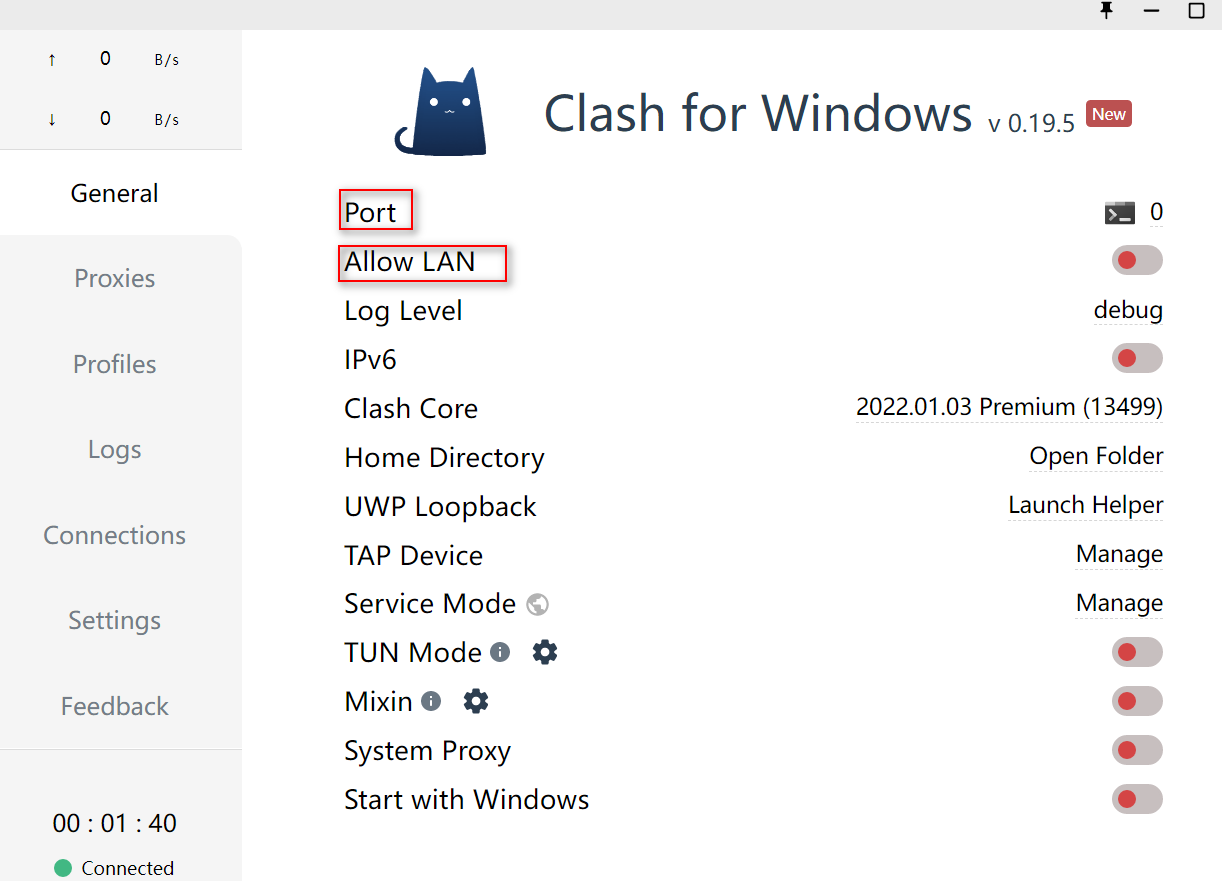 ↑ 0 B/s
↓ 0 B/s
General
Proxies
Profiles
Logs
Connections
Settings
Feedback
00 : 01 : 40
Connected
Clash for Windows v 0.19.5 New
Port 0
Allow LAN
Log Level debug
IPv6
Clash Core 2022.01.03 Premium (13499)
Home Directory Open Folder
UWP Loopback Launch Helper
TAP Device Manage
Service Mode Manage
TUN Mode
Mixin
System Proxy
Start with Windows